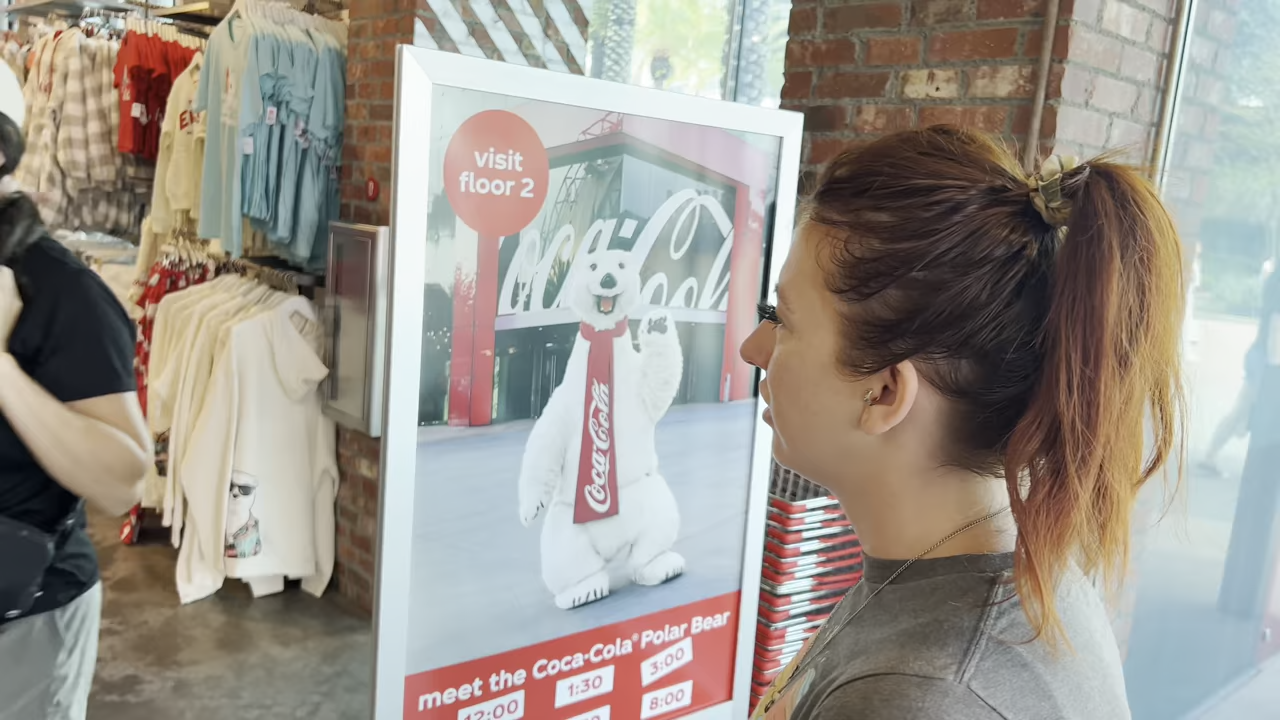 visit
floor 2
Coca-Cola
Coca-Cola
meet the Coca-Cola® Polar Bear
12:00 1:30 3:00
8:00